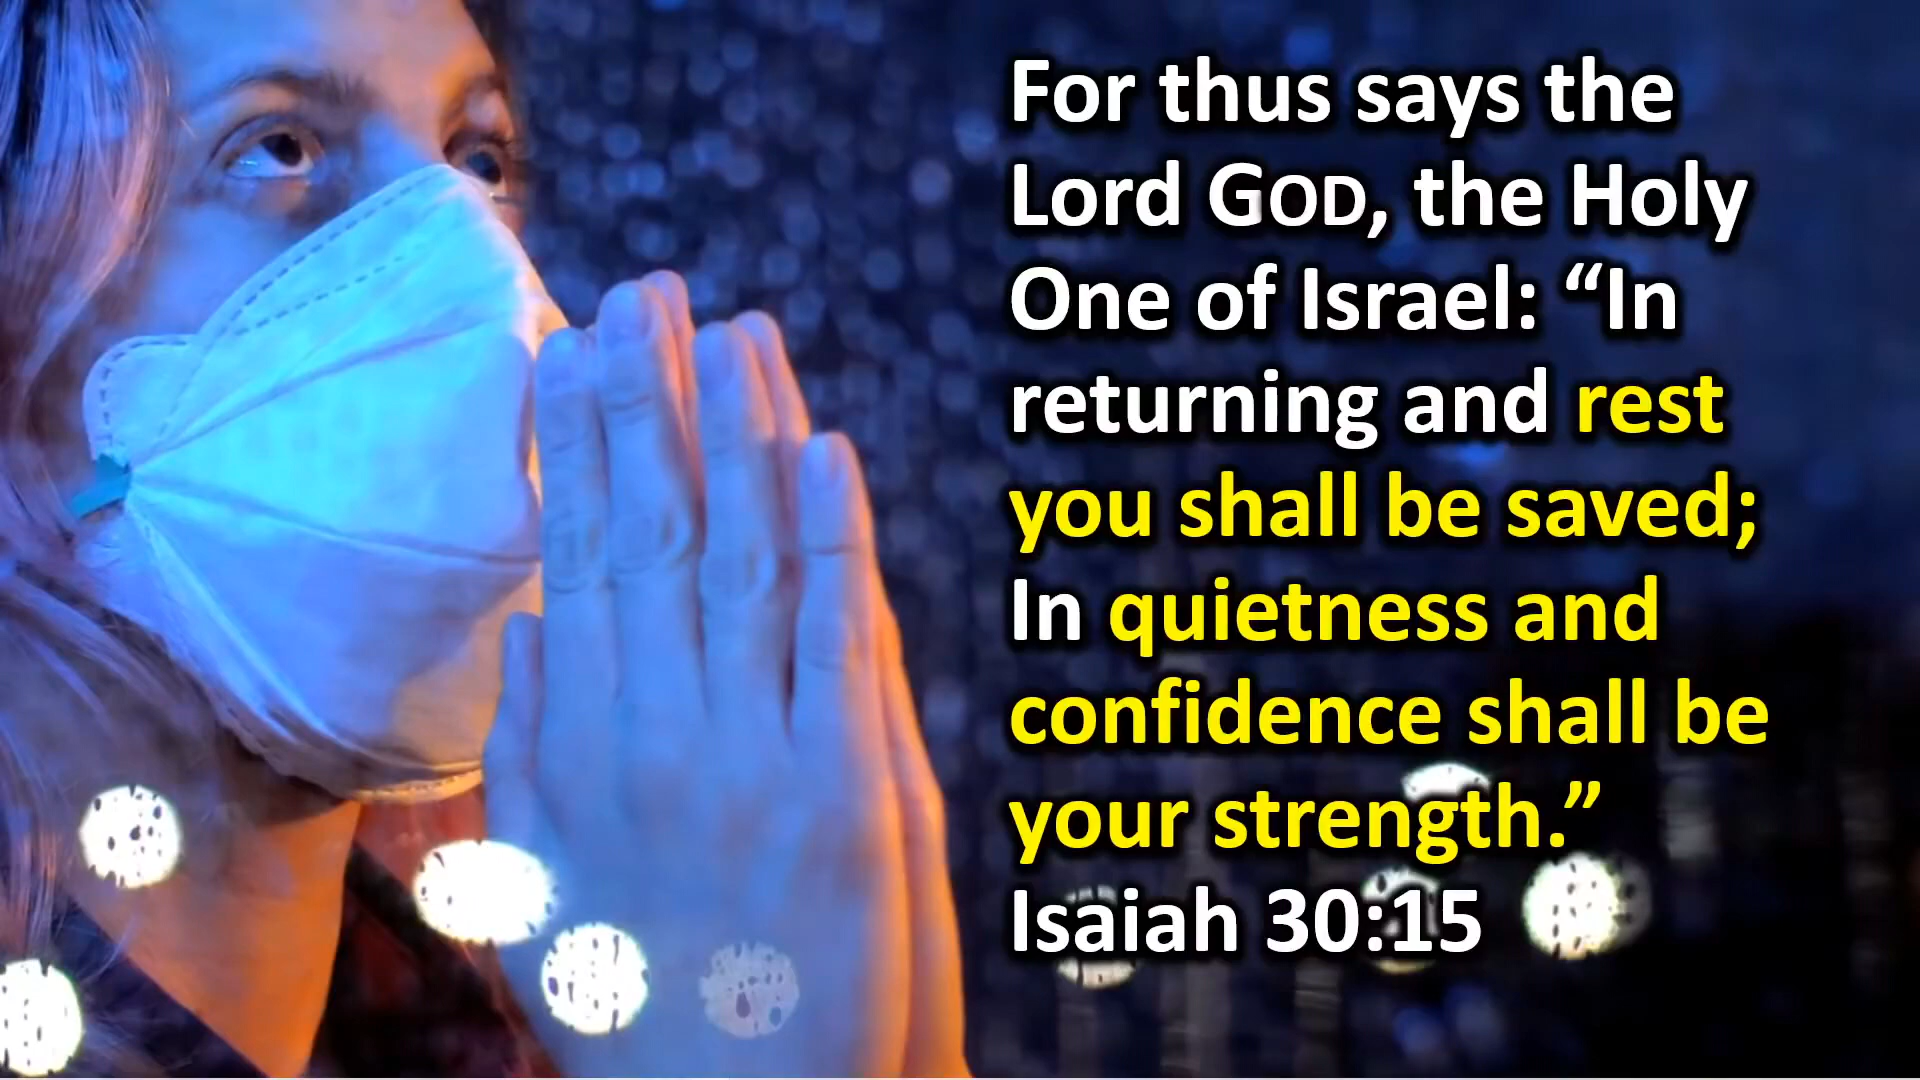 For thus says the
Lord GOD, the Holy
One of Israel: “In
returning and rest
you shall be saved;
In quietness and
confidence shall be
your strength.”
Isaiah 30:15